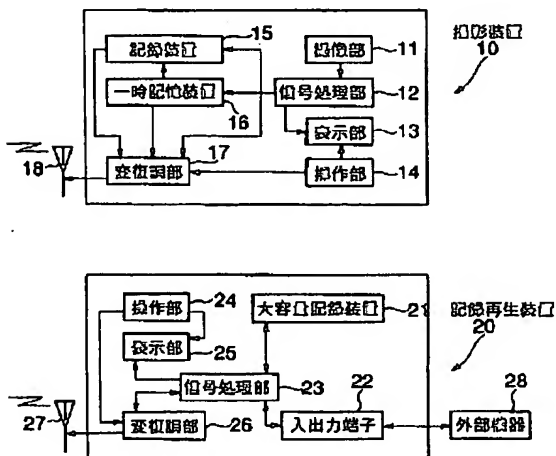 撮影装置
10
記録装置 15
撮像部 11
一時記憶装置 16
信号処理部 12
表示部 13
変復調部 17
操作部 14
18
記録再生装置
20
操作部 24
大容量記録装置 21
表示部 25
信号処理部 23
入出力端子 22
外部機器 28
変復調部 26
27